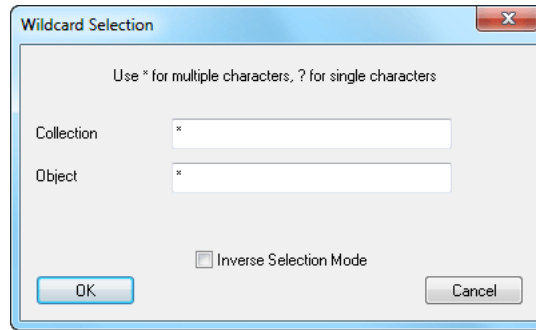 Wildcard Selection
Use * for multiple characters, ? for single characters
Collection
*
Object
*
Inverse Selection Mode
OK
Cancel